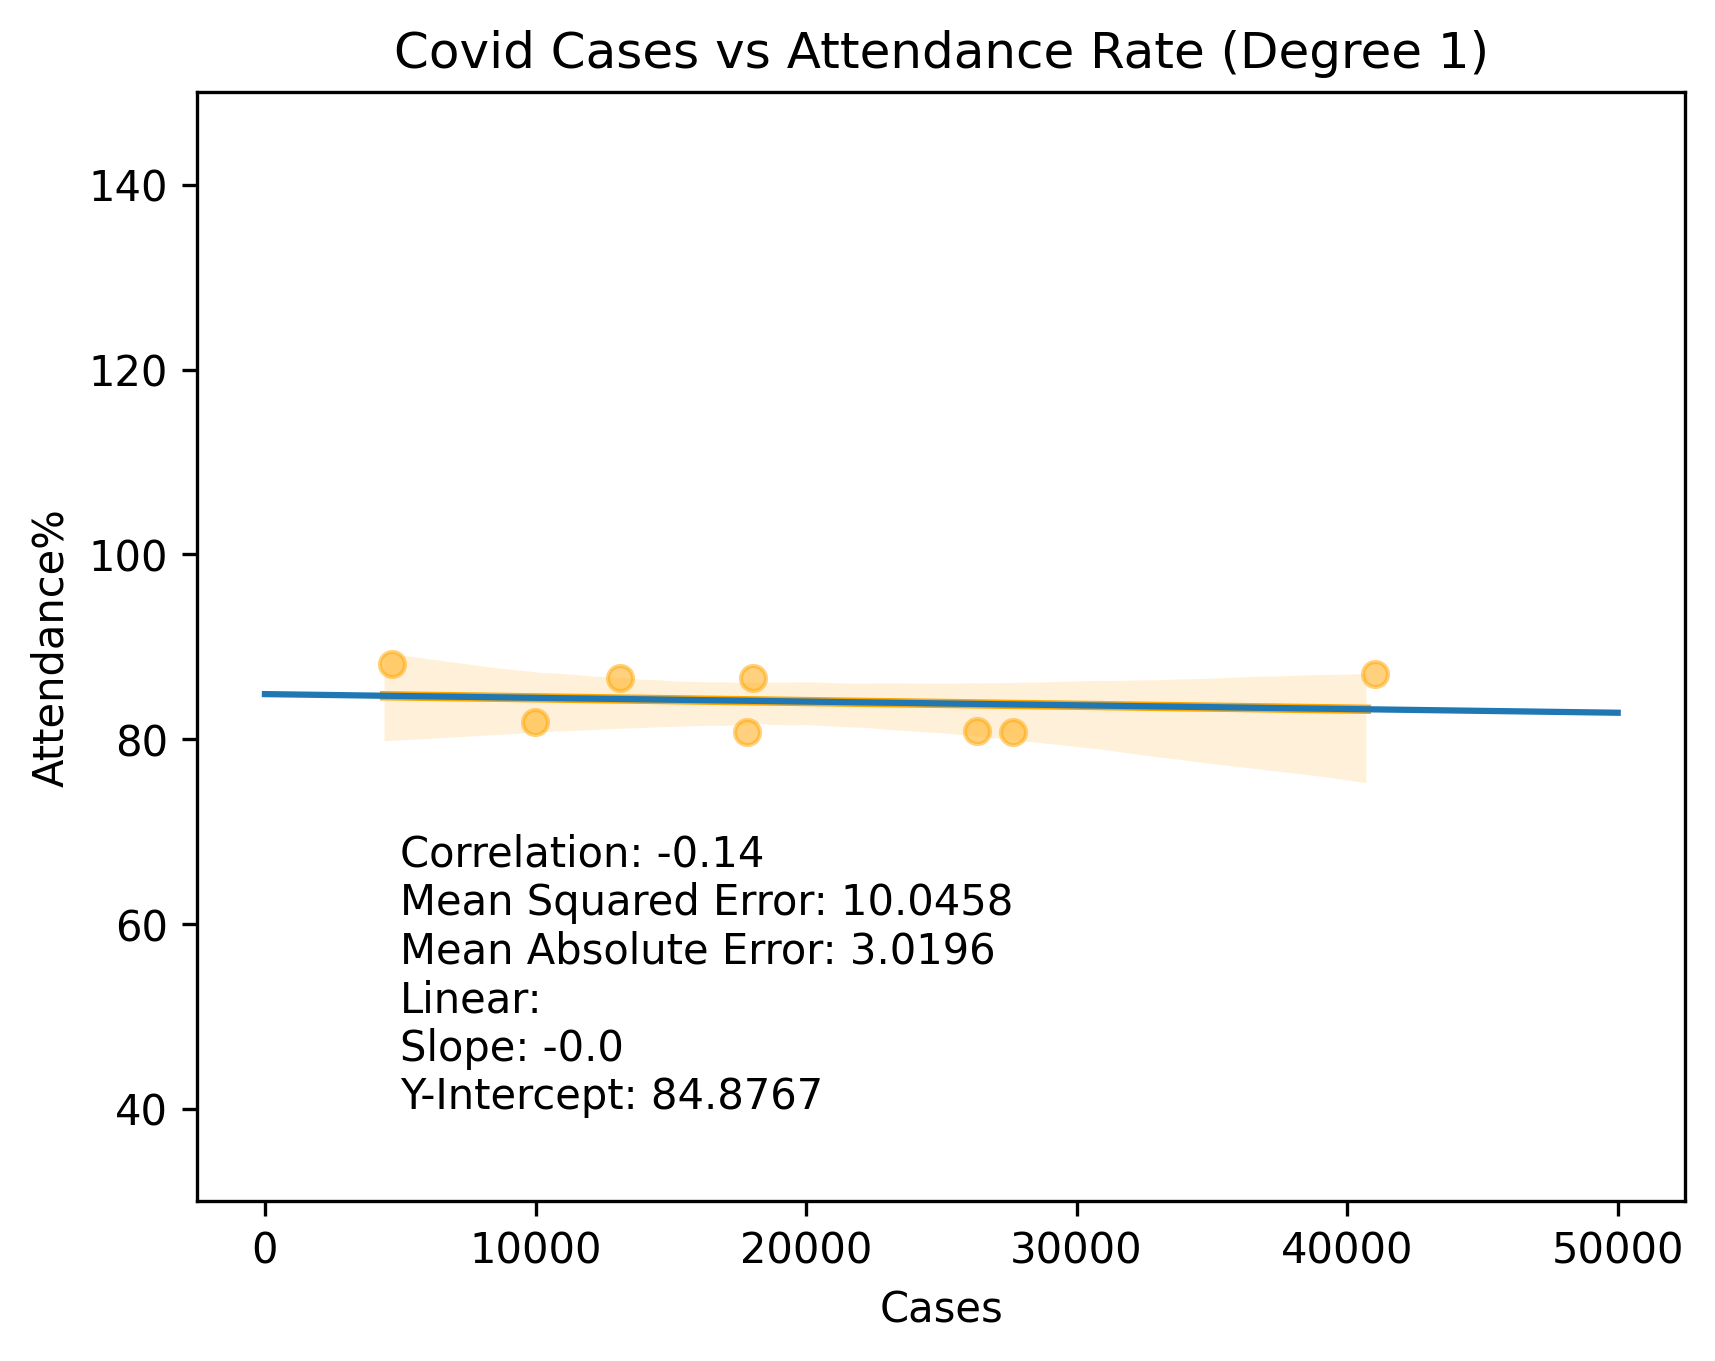 Covid Cases vs Attendance Rate (Degree 1)
140
120
100
80
60
40
Attendance%
Correlation: -0.14
Mean Squared Error: 10.0458
Mean Absolute Error: 3.0196
Linear:
Slope: -0.0
Y-Intercept: 84.8767
0 10000 20000 30000 40000 50000
Cases